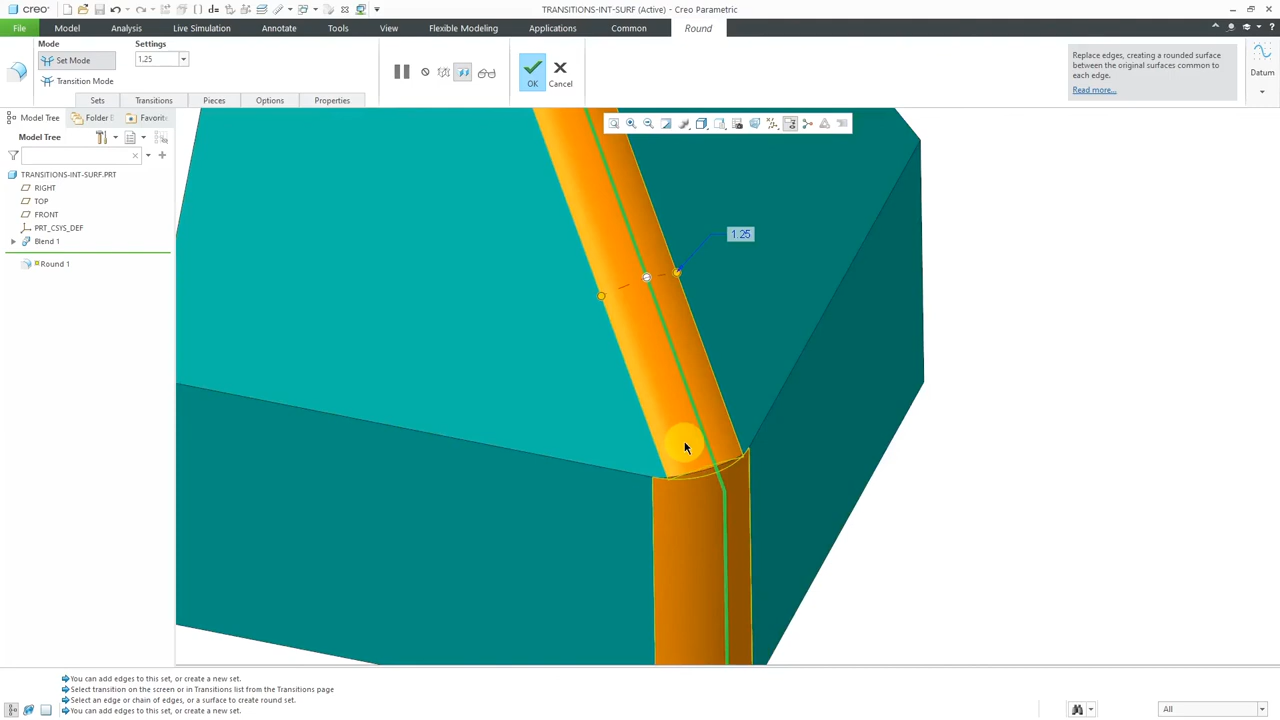 creo
TRANSITIONS-INT-SURF (Active) - Creo Parametric
File Model Analysis Live Simulation Annotate Tools View Flexible Modeling Applications Common Round
Mode
Set Mode
Transition Mode
Settings
1.25
OK
Cancel
Replace edges, creating a rounded surface
between the original surfaces common to
each edge.
Read more...
Datum
Sets Transitions Pieces Options Properties
Model Tree Folder Favorite
Model Tree
TRANSITIONS-INT-SURF.PRT
RIGHT
TOP
FRONT
PRT_CSYS_DEF
Blend 1
Round 1
1.25
You can add edges to this set, or create a new set.
Select transition on the screen or in Transitions list from the Transitions page
Select an edge or chain of edges, or a surface to create round set.
You can add edges to this set, or create a new set.
All